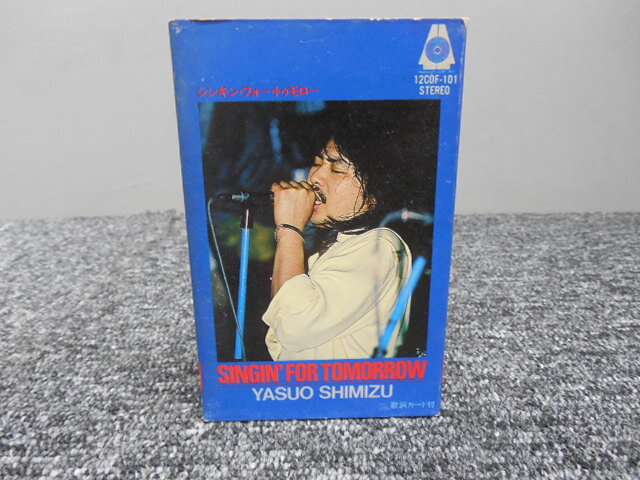 シンギン・フォー・トゥモロー
12COF-101
STEREO
SINGIN' FOR TOMORROW
YASUO SHIMIZU
歌詞カード付